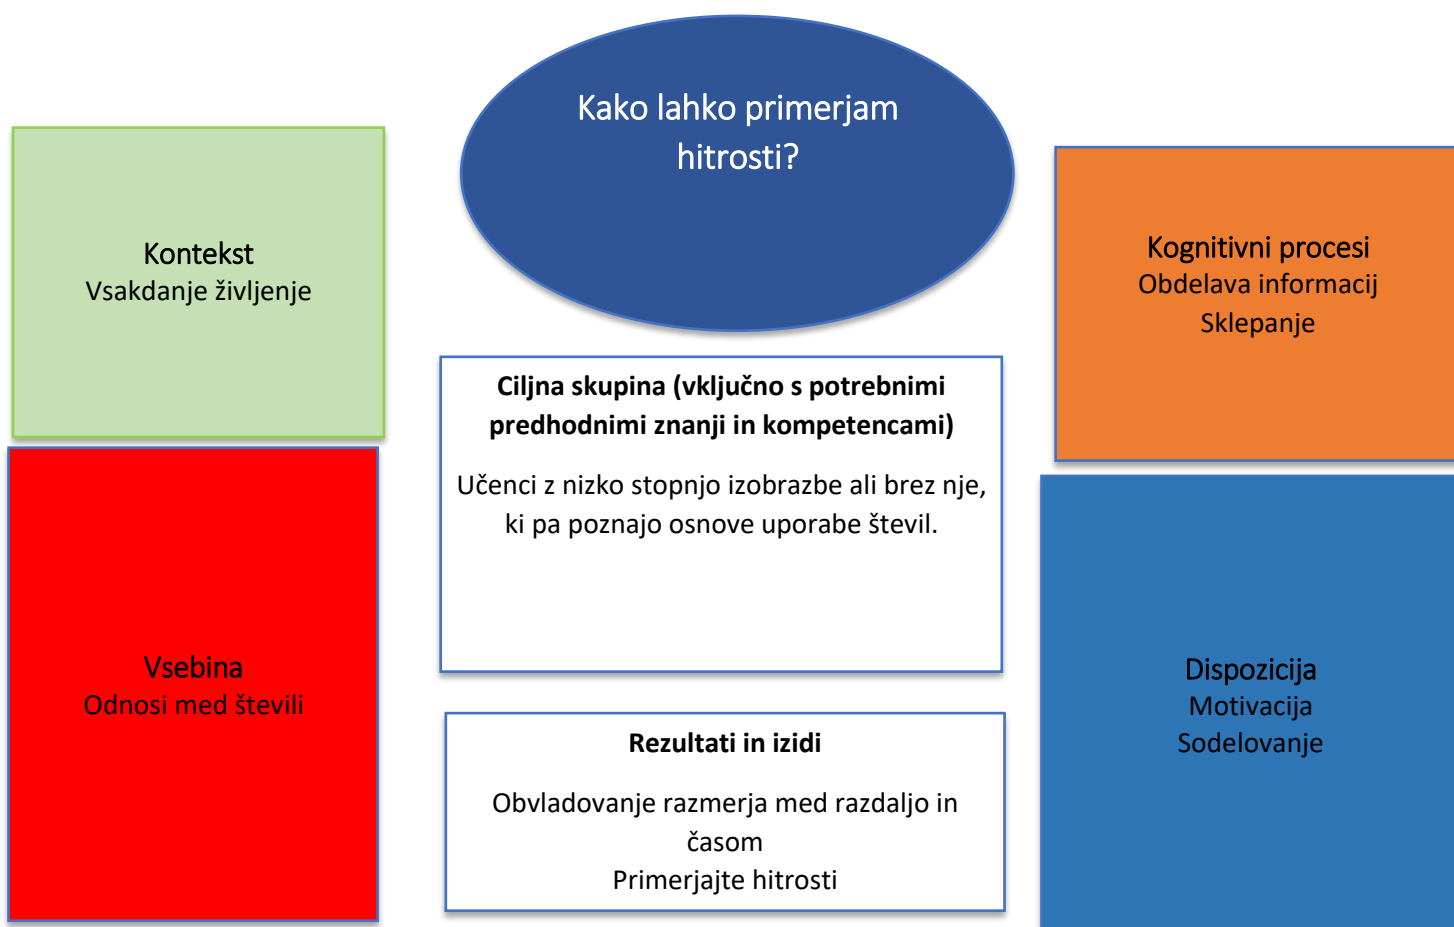 Kako lahko primerjam
hitrosti?
Kontekst
Vsakdanje življenje
Kognitivni procesi
Obdelava informacij
Sklepanje
Ciljna skupina (vključno s potrebnimi
predhodnimi znanji in kompetencami)
Učenci z nizko stopnjo izobrazbe ali brez nje,
ki pa poznajo osnove uporabe števil.
Vsebina
Odnosi med števili
Dispozicija
Motivacija
Sodelovanje
Rezultati in izidi
Obvladovanje razmerja med razdaljo in
časom
Primerjajte hitrosti